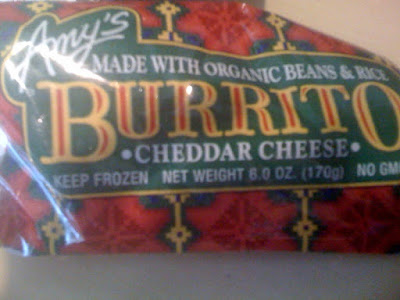 Amy's
MADE WITH ORGANIC BEANS & RICE
BURRITO
•CHEDDAR CHEESE•
KEEP FROZEN NET WEIGHT 6.0 OZ. (170g) NO GM